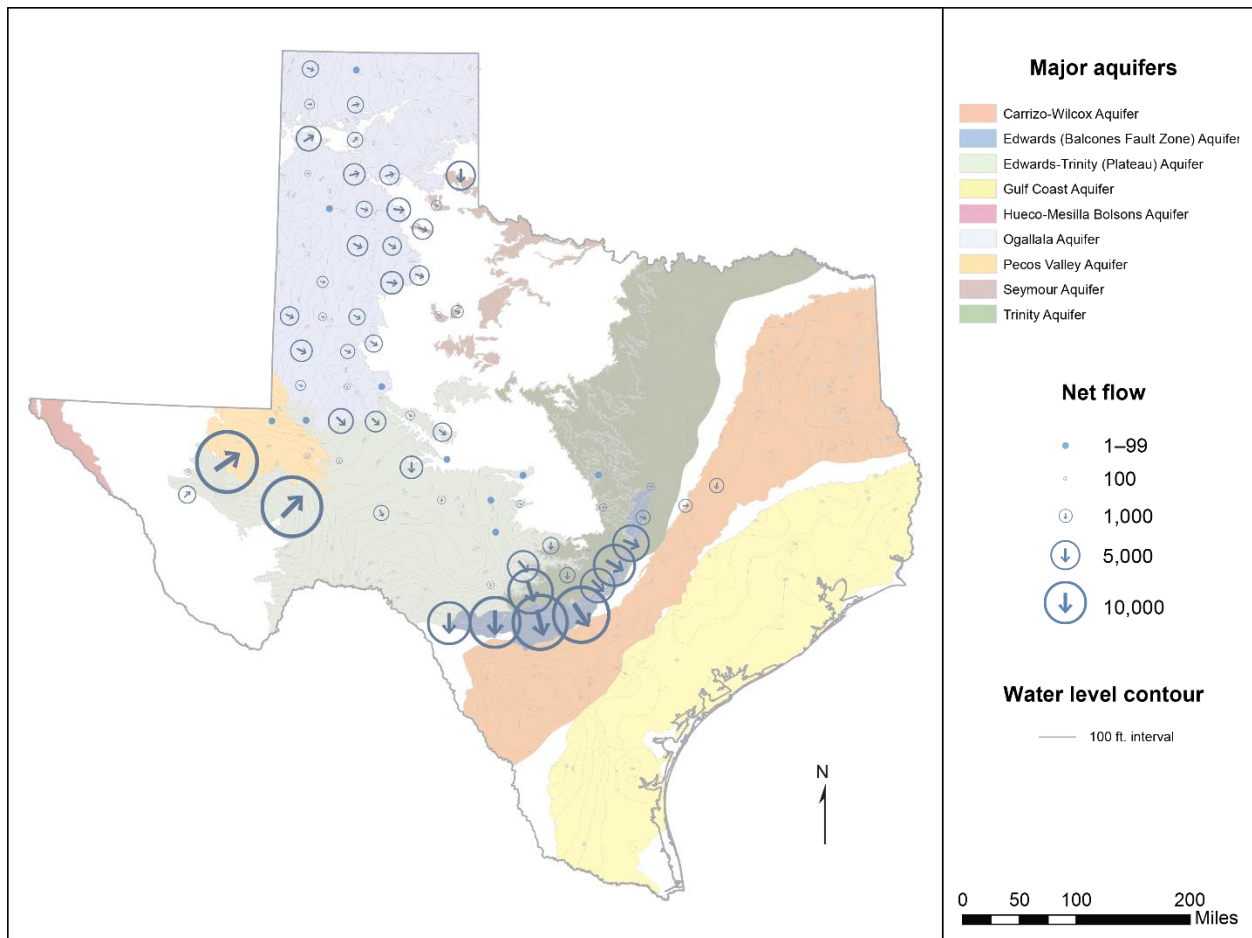 Major aquifers
Carrizo-Wilcox Aquifer
Edwards (Balcones Fault Zone) Aquifer
Edwards-Trinity (Plateau) Aquifer
Gulf Coast Aquifer
Hueco-Mesilla Bolsons Aquifer
Ogallala Aquifer
Pecos Valley Aquifer
Seymour Aquifer
Trinity Aquifer
Net flow
1–99
100
1,000
5,000
10,000
Water level contour
100 ft. interval
N
0 50 100 200
Miles